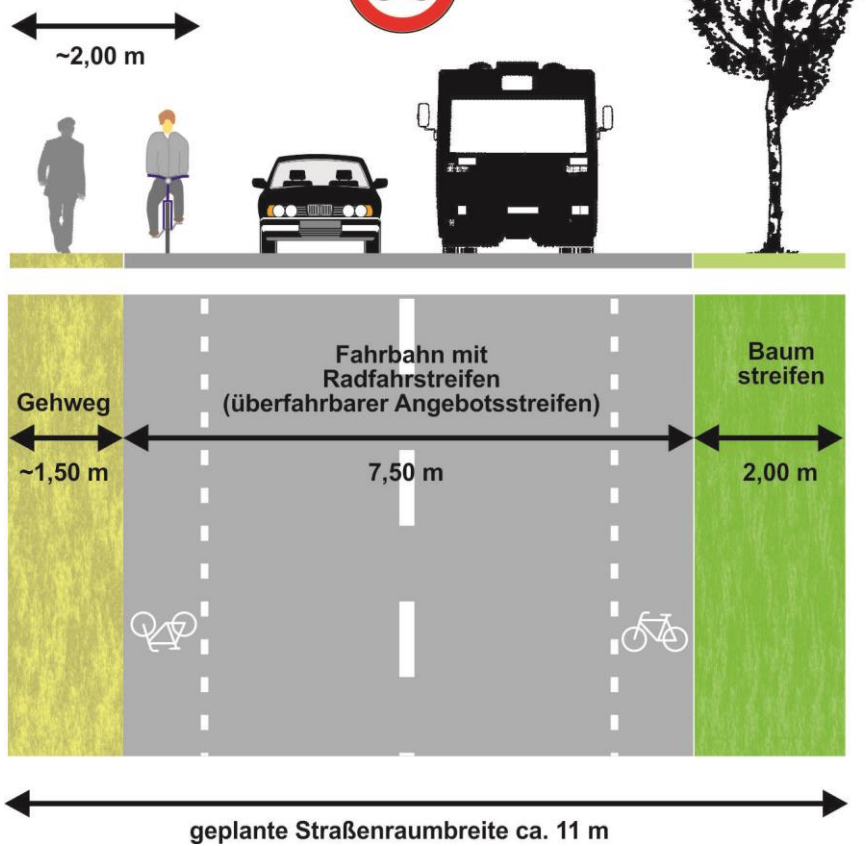 ~2,00 m
Fahrbahn mit
Radfahrstreifen
(überfahrbarer Angebotsstreifen)
Baum
streifen
Gehweg
~1,50 m
7,50 m
2,00 m
geplante Straßenraumbreite ca. 11 m